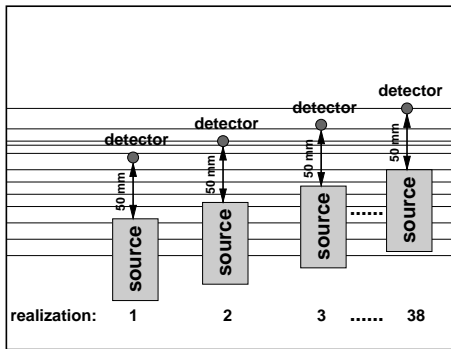 detector
detector
detector
detector
50 mm
50 mm
50 mm
50 mm
source
source
source
source
......
realization: 1 2 3 ...... 38